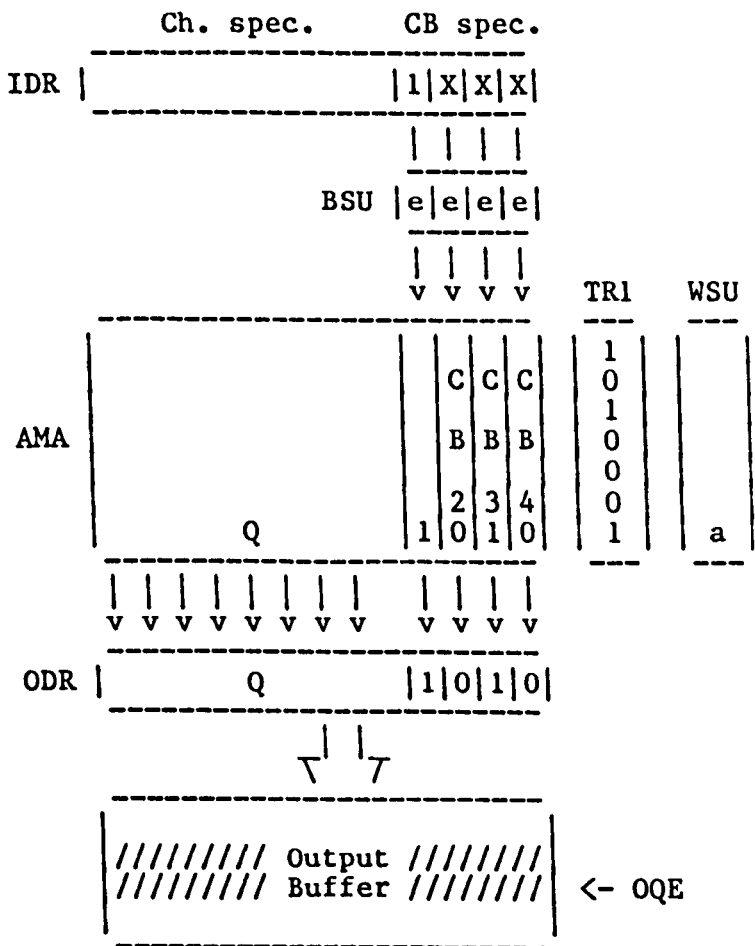 Ch. spec. CB spec.
IDR |1|X|X|X|
BSU |e|e|e|e|
v v v v TR1 WSU
1
C C C 0
1
AMA B B B 0
0
2 3 4 0
Q 1 0 1 0 1 a
v v v v v v v v v v v v
ODR | Q |1|0|1|0|
///////// Output ////////
///////// Buffer //////// <- OQE